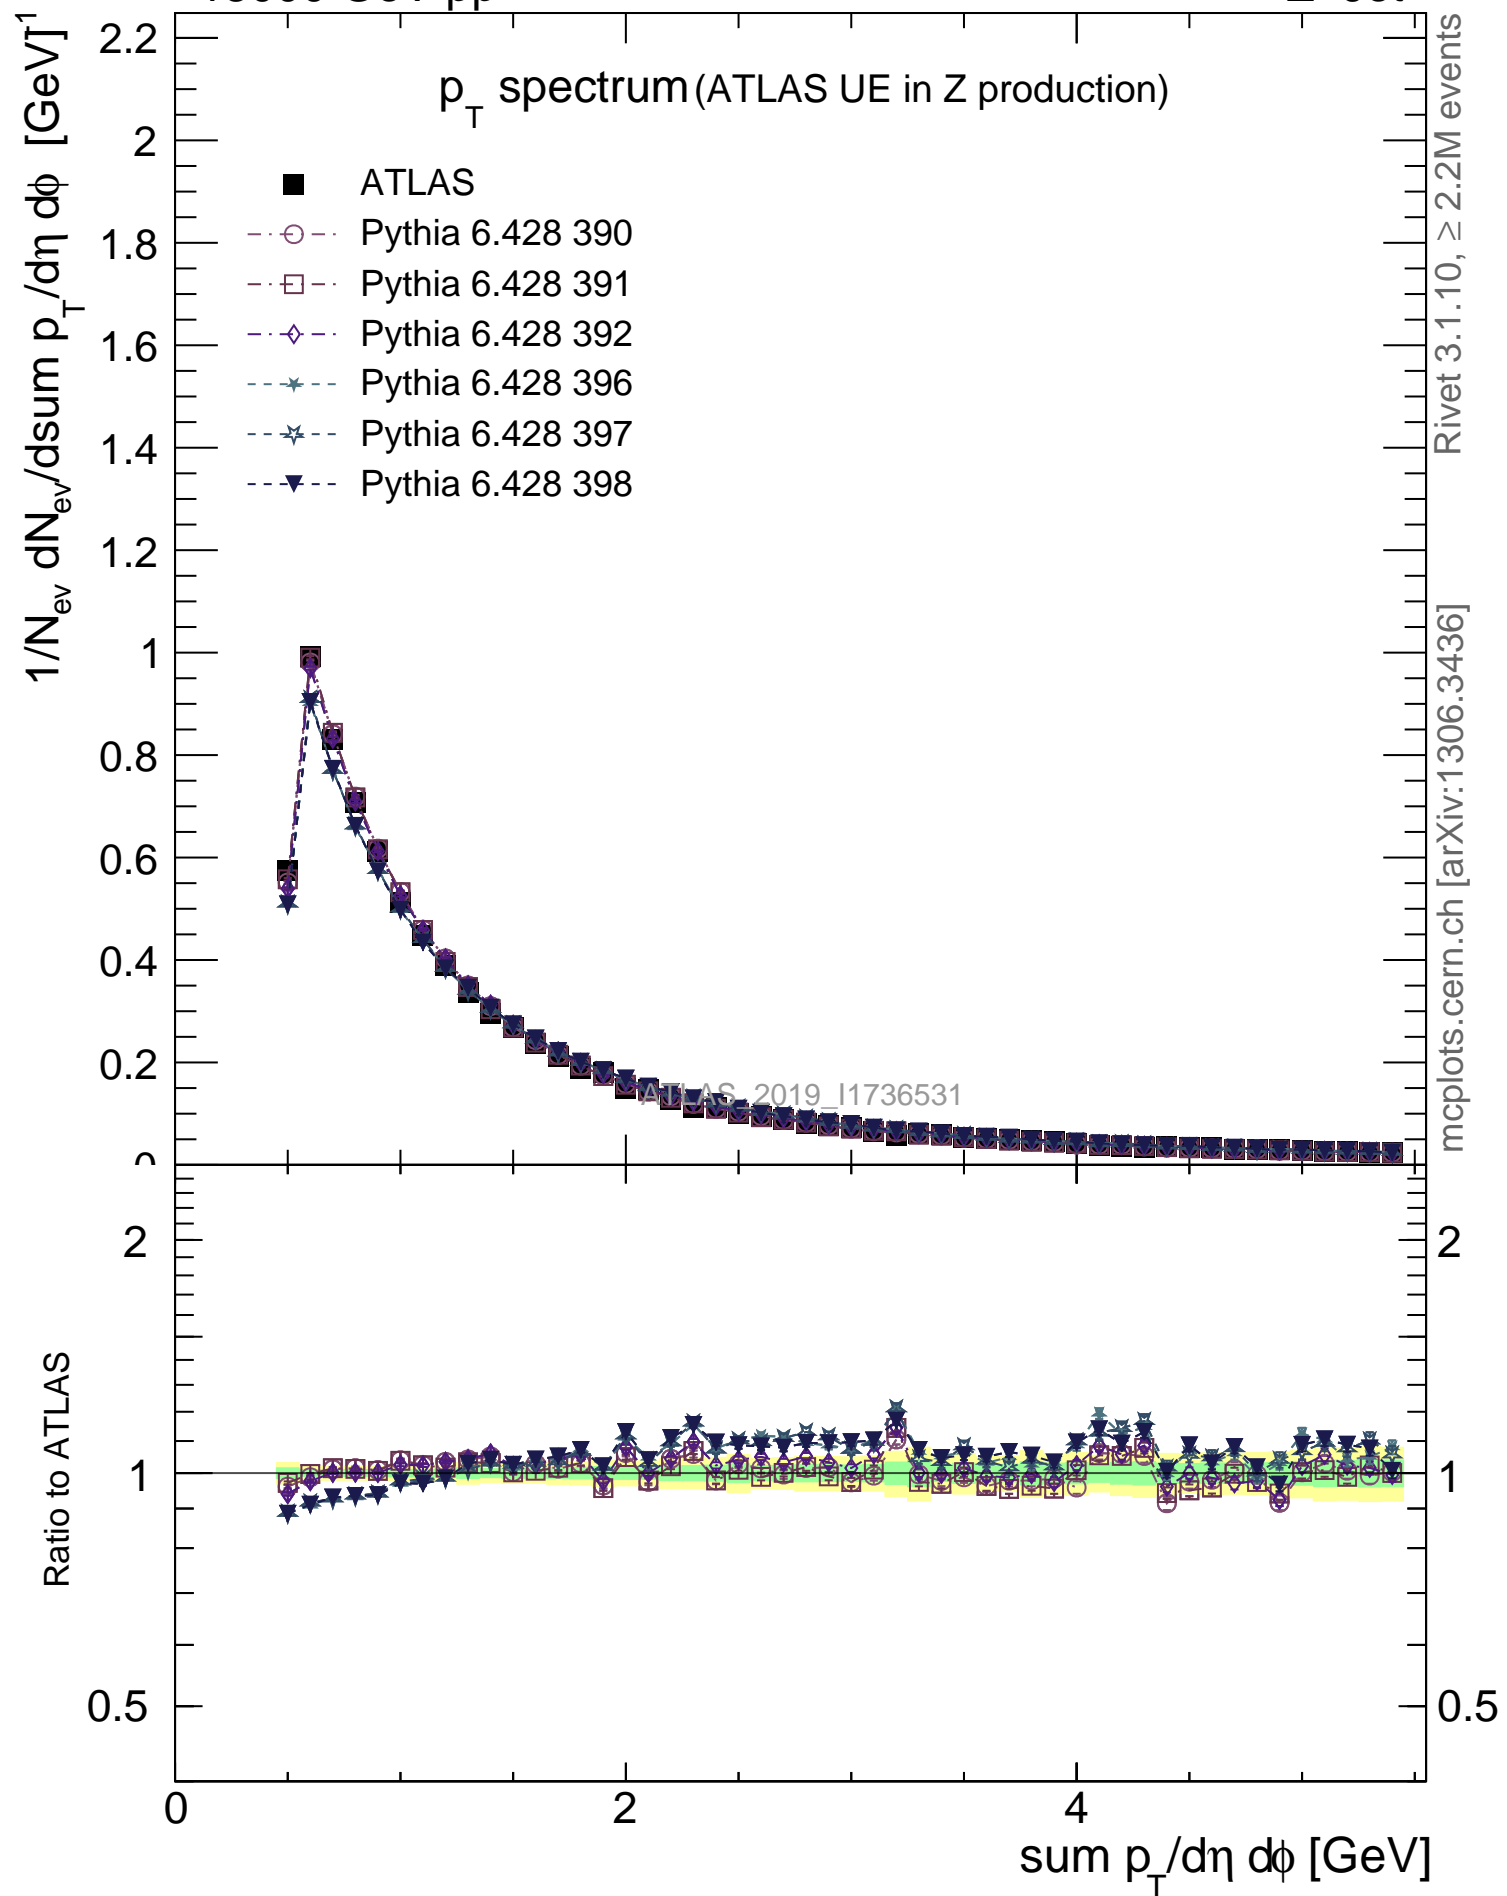 p_T spectrum (ATLAS UE in Z production)
ATLAS
Pythia 6.428 390
Pythia 6.428 391
Pythia 6.428 392
Pythia 6.428 396
Pythia 6.428 397
Pythia 6.428 398
1/N_ev dN_ev/dsum p_T/dη dϕ [GeV]^-1
2.2
2
1.8
1.6
1.4
1.2
1
0.8
0.6
0.4
0.2
0
ATLAS_2019_I1736531
Rivet 3.1.10, ≥ 2.2M events
mcplots.cern.ch [arXiv:1306.3436]
Ratio to ATLAS
2
1
0.5
2
1
0.5
0
2
4
sum p_T/dη dϕ [GeV]